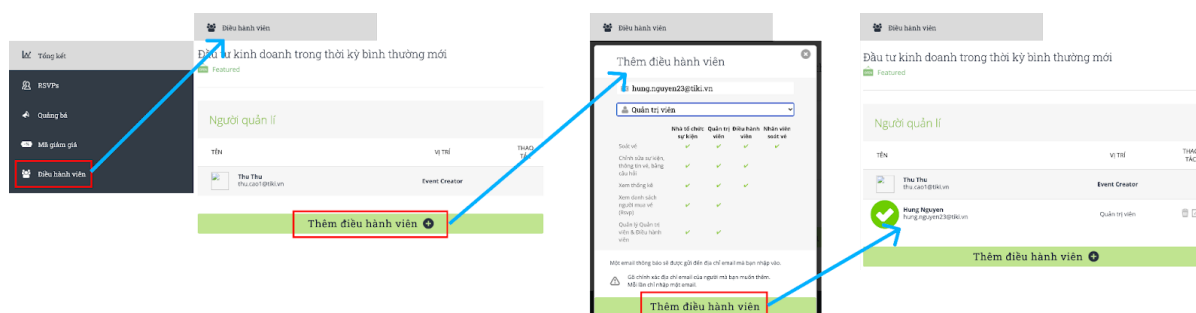 Tổng kết
RSVPs
Quảng bá
Mã giảm giá
Điều hành viên
Điều hành viên
Đầu tư kinh doanh trong thời kỳ bình thường mới
Featured
Người quản lí
TÊN VỊ TRÍ THAO TÁC
Thu Thu
thu.cao1@tiki.vn
Event Creator
Thêm điều hành viên
Điều hành viên
Thêm điều hành viên
hung.nguyen23@tiki.vn
Quản trị viên
Nhà tổ chức sự kiện Quản trị viên Điều hành viên Nhân viên soát vé
Soát vé
Chỉnh sửa sự kiện,
thông tin vé, bảng
câu hỏi
Xem thống kê
Xem danh sách
người mua vé
(Rsvp)
Quản lý Quản trị
viên & Điều hành
viên
Một email thông báo sẽ được gửi đến địa chỉ email mà bạn nhập vào.
Gõ chính xác địa chỉ email của người mà bạn muốn thêm.
Mỗi lần chỉ nhập một email
Thêm điều hành viên
Điều hành viên
Đầu tư kinh doanh trong thời kỳ bình thường mới
Featured
Người quản lí
TÊN VỊ TRÍ THAO TÁC
Thu Thu
thu.cao1@tiki.vn
Event Creator
Hung Nguyen
hung.nguyen23@tiki.vn
Quản trị viên
Thêm điều hành viên